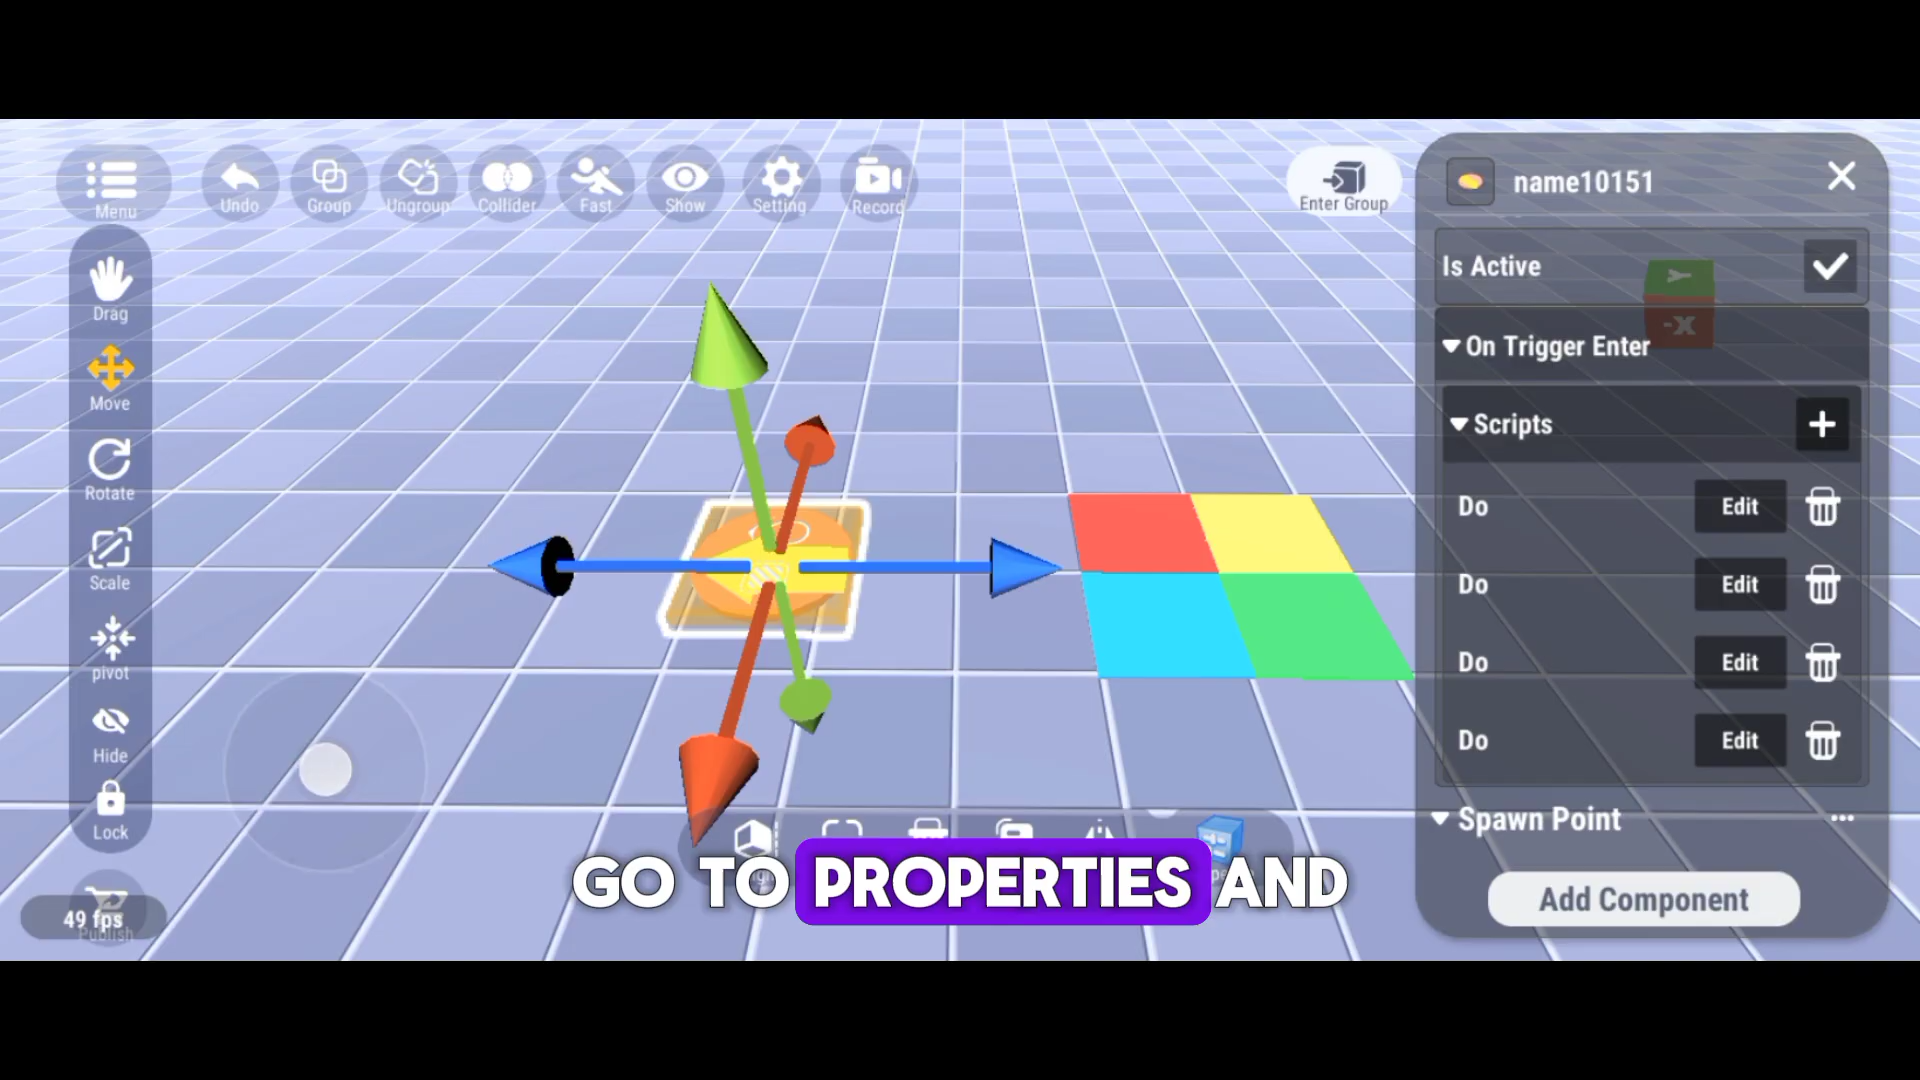 Menu
Undo
Group
Ungroup
Collider
Fast
Show
Setting
Record
Enter Group
name10151
Is Active
On Trigger Enter
Y
-X
Scripts
Do Edit
Do Edit
Do Edit
Do Edit
Spawn Point
Add Component
Drag
Move
Rotate
Scale
pivot
Hide
Lock
49 fps
Publish
GO TO PROPERTIES AND